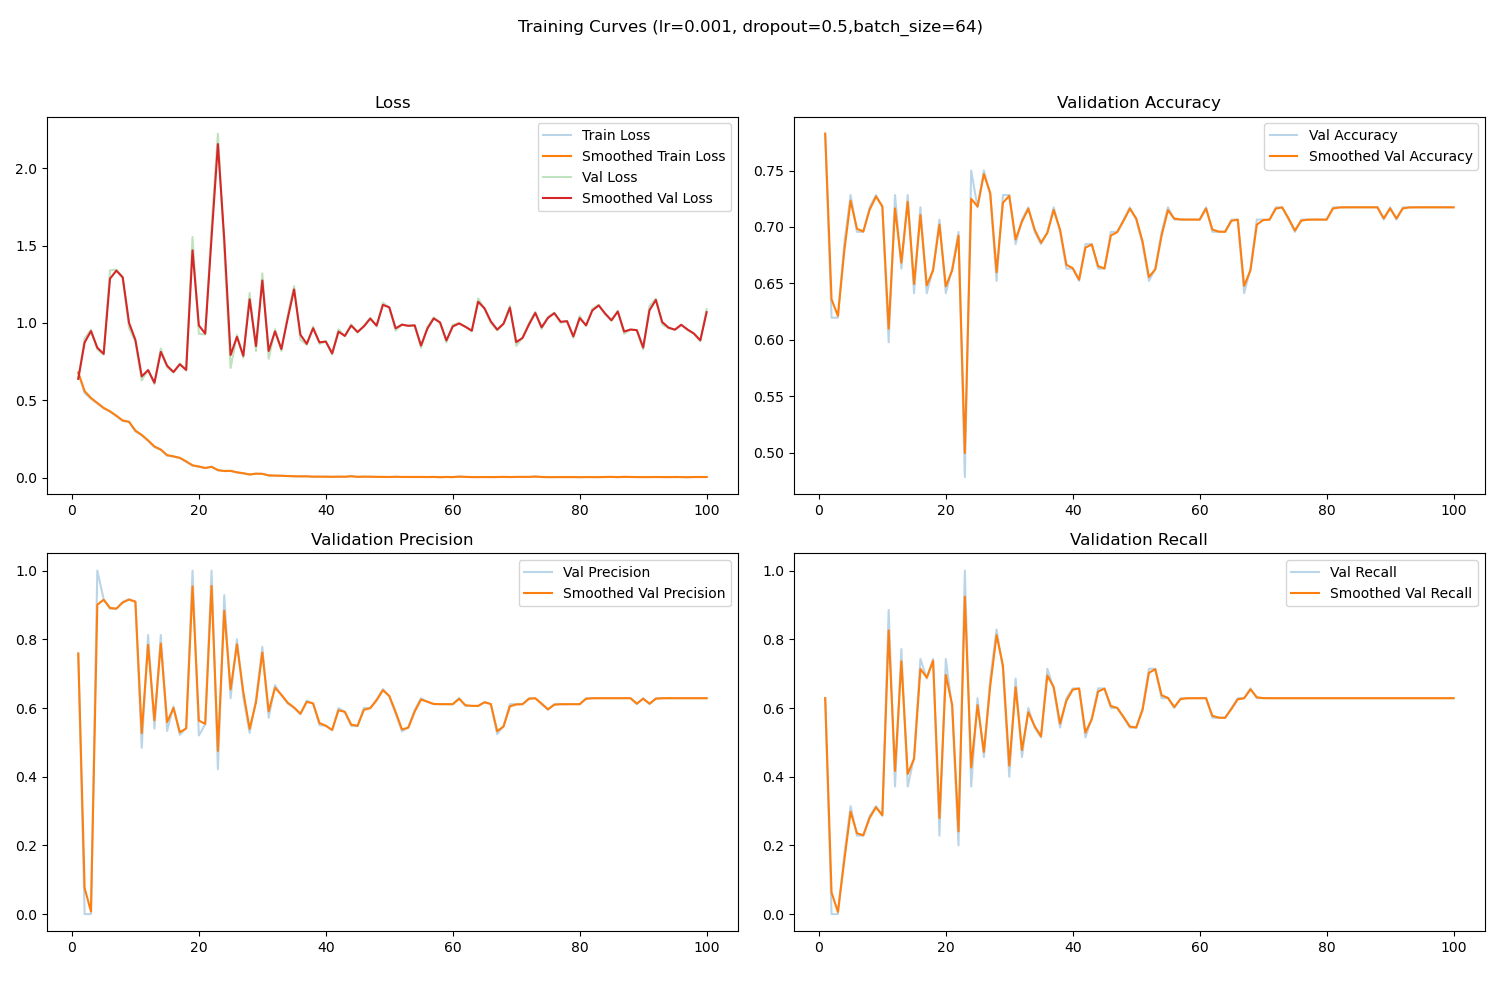 Training Curves (lr=0.001, dropout=0.5,batch_size=64)
Loss
Train Loss
Smoothed Train Loss
Val Loss
Smoothed Val Loss
2.0
1.5
1.0
0.5
0.0
0 20 40 60 80 100
Validation Accuracy
Val Accuracy
Smoothed Val Accuracy
0.75
0.70
0.65
0.60
0.55
0.50
0 20 40 60 80 100
Validation Precision
Val Precision
Smoothed Val Precision
1.0
0.8
0.6
0.4
0.2
0.0
0 20 40 60 80 100
Validation Recall
Val Recall
Smoothed Val Recall
1.0
0.8
0.6
0.4
0.2
0.0
0 20 40 60 80 100